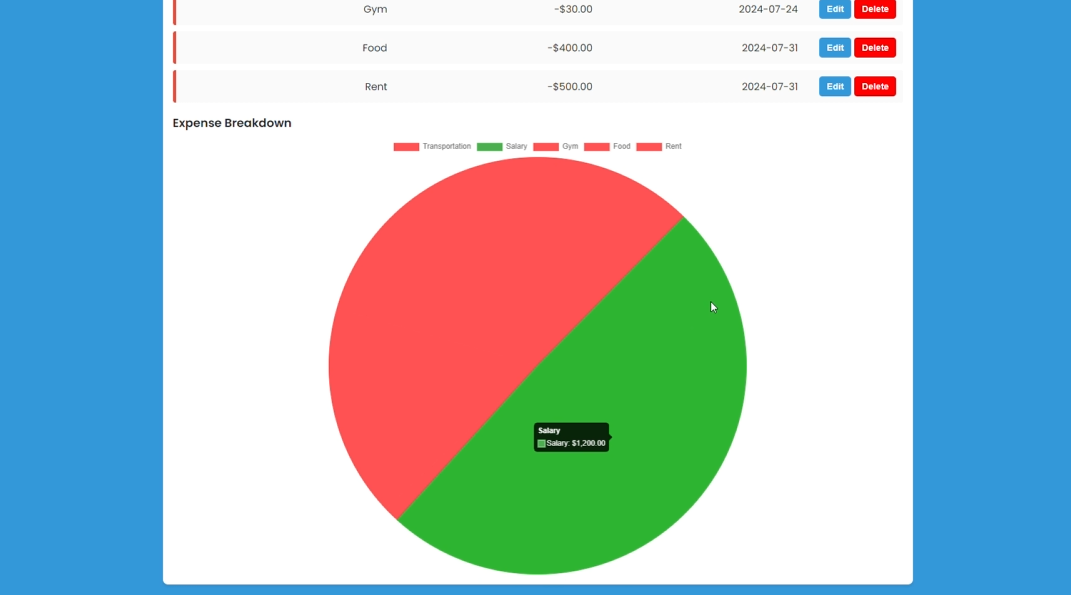 Gym -$30.00 2024-07-24 Edit Delete
Food -$400.00 2024-07-31 Edit Delete
Rent -$500.00 2024-07-31 Edit Delete
Expense Breakdown
Transportation Salary Gym Food Rent
Salary
Salary: $1,200.00